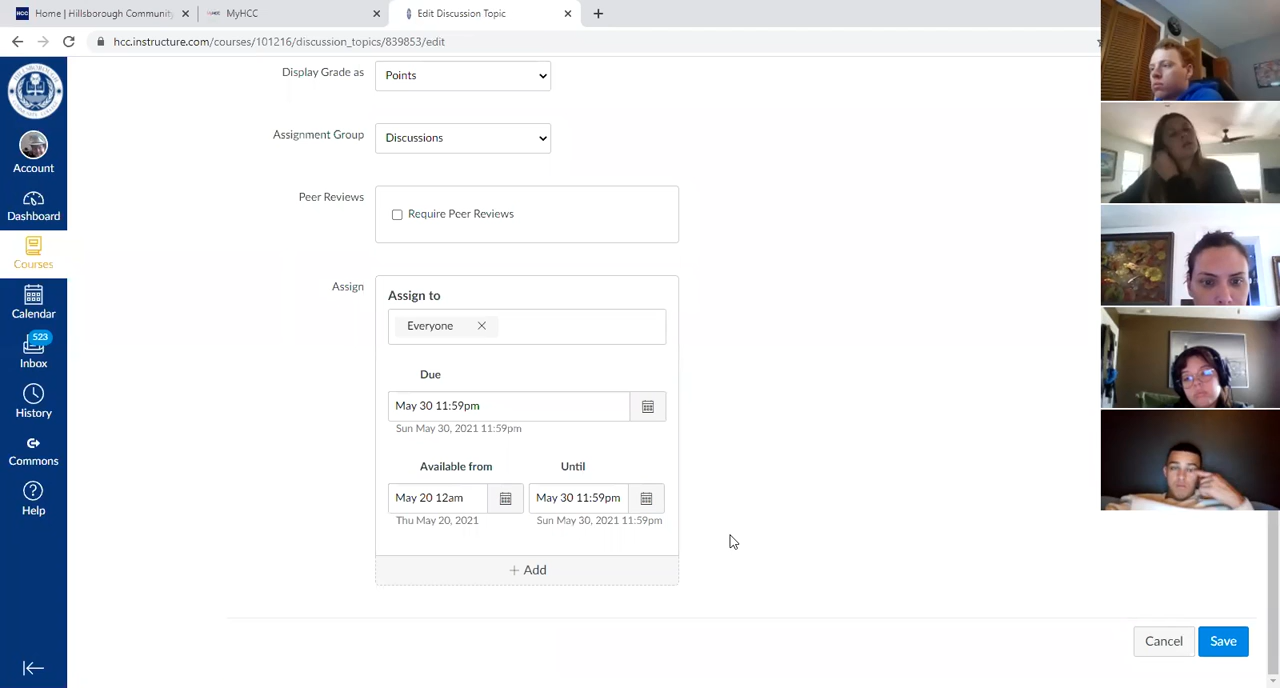 HCC Home | Hillsborough Community
MyHCC
Edit Discussion Topic
hcc.instructure.com/courses/101216/discussion_topics/839853/edit
Account
Dashboard
Courses
Calendar
523
Inbox
History
Commons
Help
Display Grade as
Points
Assignment Group
Discussions
Peer Reviews
Require Peer Reviews
Assign
Assign to
Everyone
Due
May 30 11:59pm
Sun May 30, 2021 11:59pm
Available from
Until
May 20 12am
May 30 11:59pm
Thu May 20, 2021
Sun May 30, 2021 11:59pm
+ Add
Cancel
Save